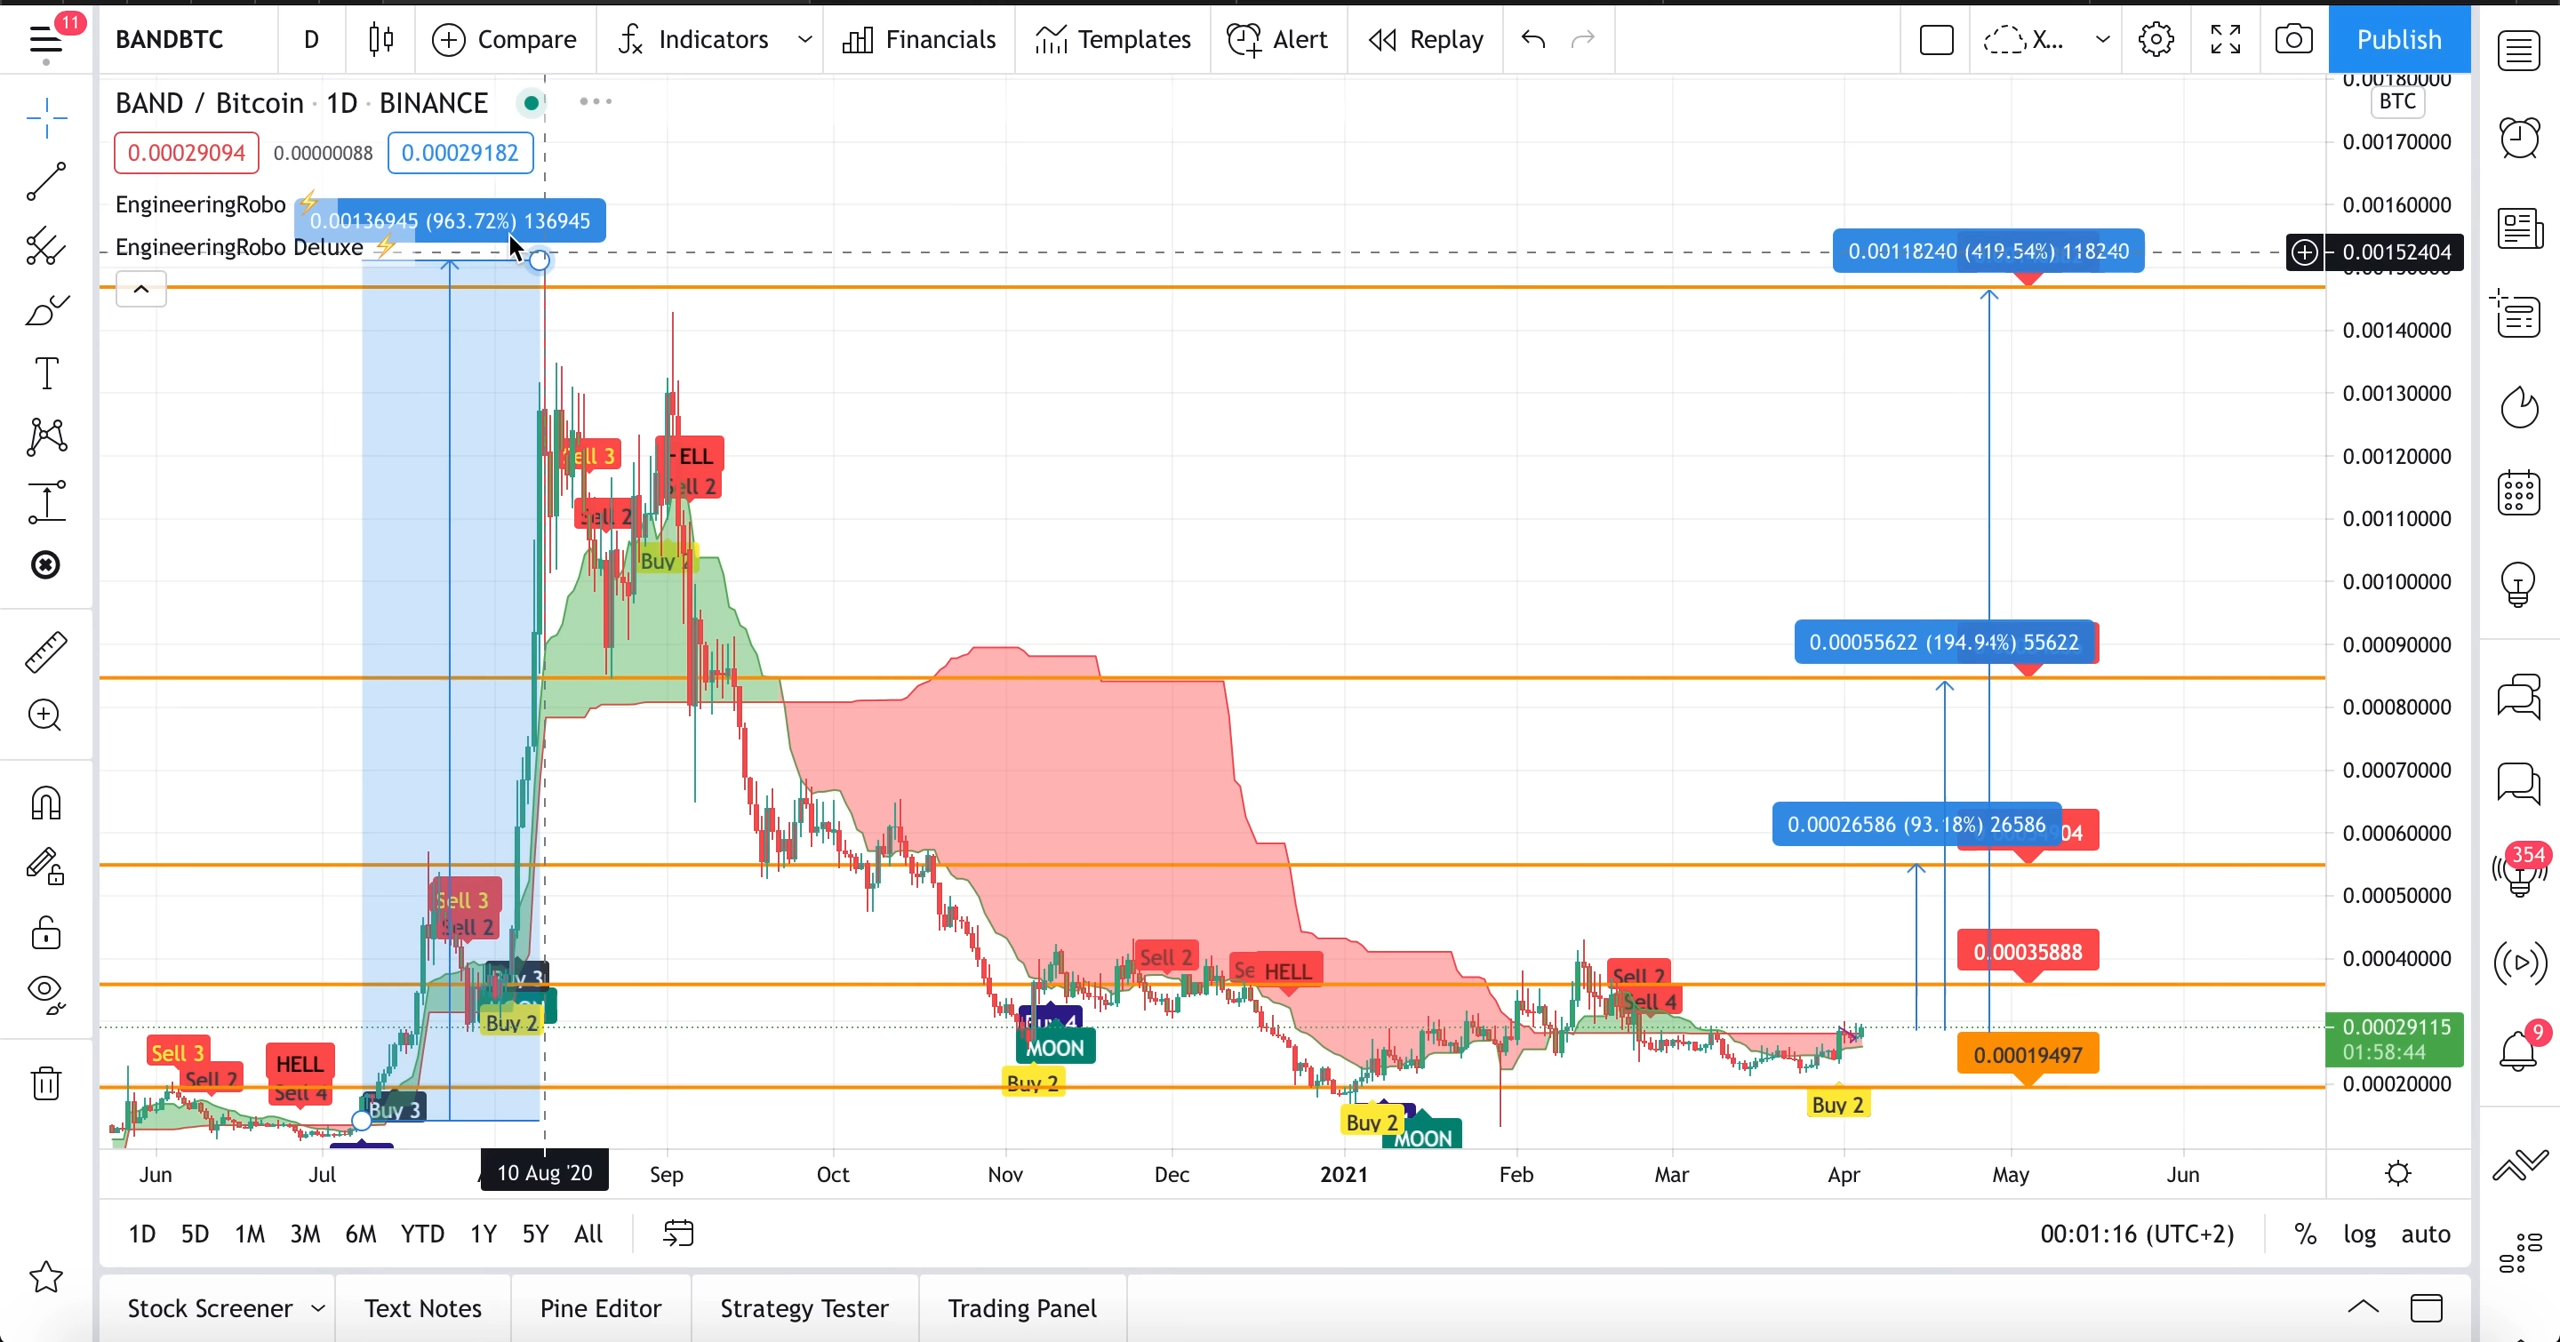 11
BANDBTC
D
Compare
Indicators
Financials
Templates
Alert
Replay
X...
Publish
BAND / Bitcoin · 1D · BINANCE
0.00029094
0.00000088
0.00029182
EngineeringRobo
EngineeringRobo Deluxe
0.00136945 (963.72%) 136945
0.00118240 (419.54%) 118240
0.00055622 (194.94%) 55622
0.00026586 (93.18%) 26586
0.00035888
0.00019497
BTC
0.00180000
0.00170000
0.00160000
0.00152404
0.00140000
0.00130000
0.00120000
0.00110000
0.00100000
0.00090000
0.00080000
0.00070000
0.00060000
0.00050000
0.00040000
0.00029115
01:58:44
0.00020000
Sell 3
Sell 2
HELL
Sell 4
Buy 3
Sell 3
Sell 2
Buy 3
Buy 2
Sell 2
Sell 2
Buy
Buy 4
MOON
Buy 2
Sell 2
HELL
Buy 2
MOON
Sell 2
Sell 4
Buy 2
Jun
Jul
10 Aug '20
Sep
Oct
Nov
Dec
2021
Feb
Mar
Apr
May
Jun
1D
5D
1M
3M
6M
YTD
1Y
5Y
All
00:01:16 (UTC+2)
%
log
auto
Stock Screener
Text Notes
Pine Editor
Strategy Tester
Trading Panel
354
9